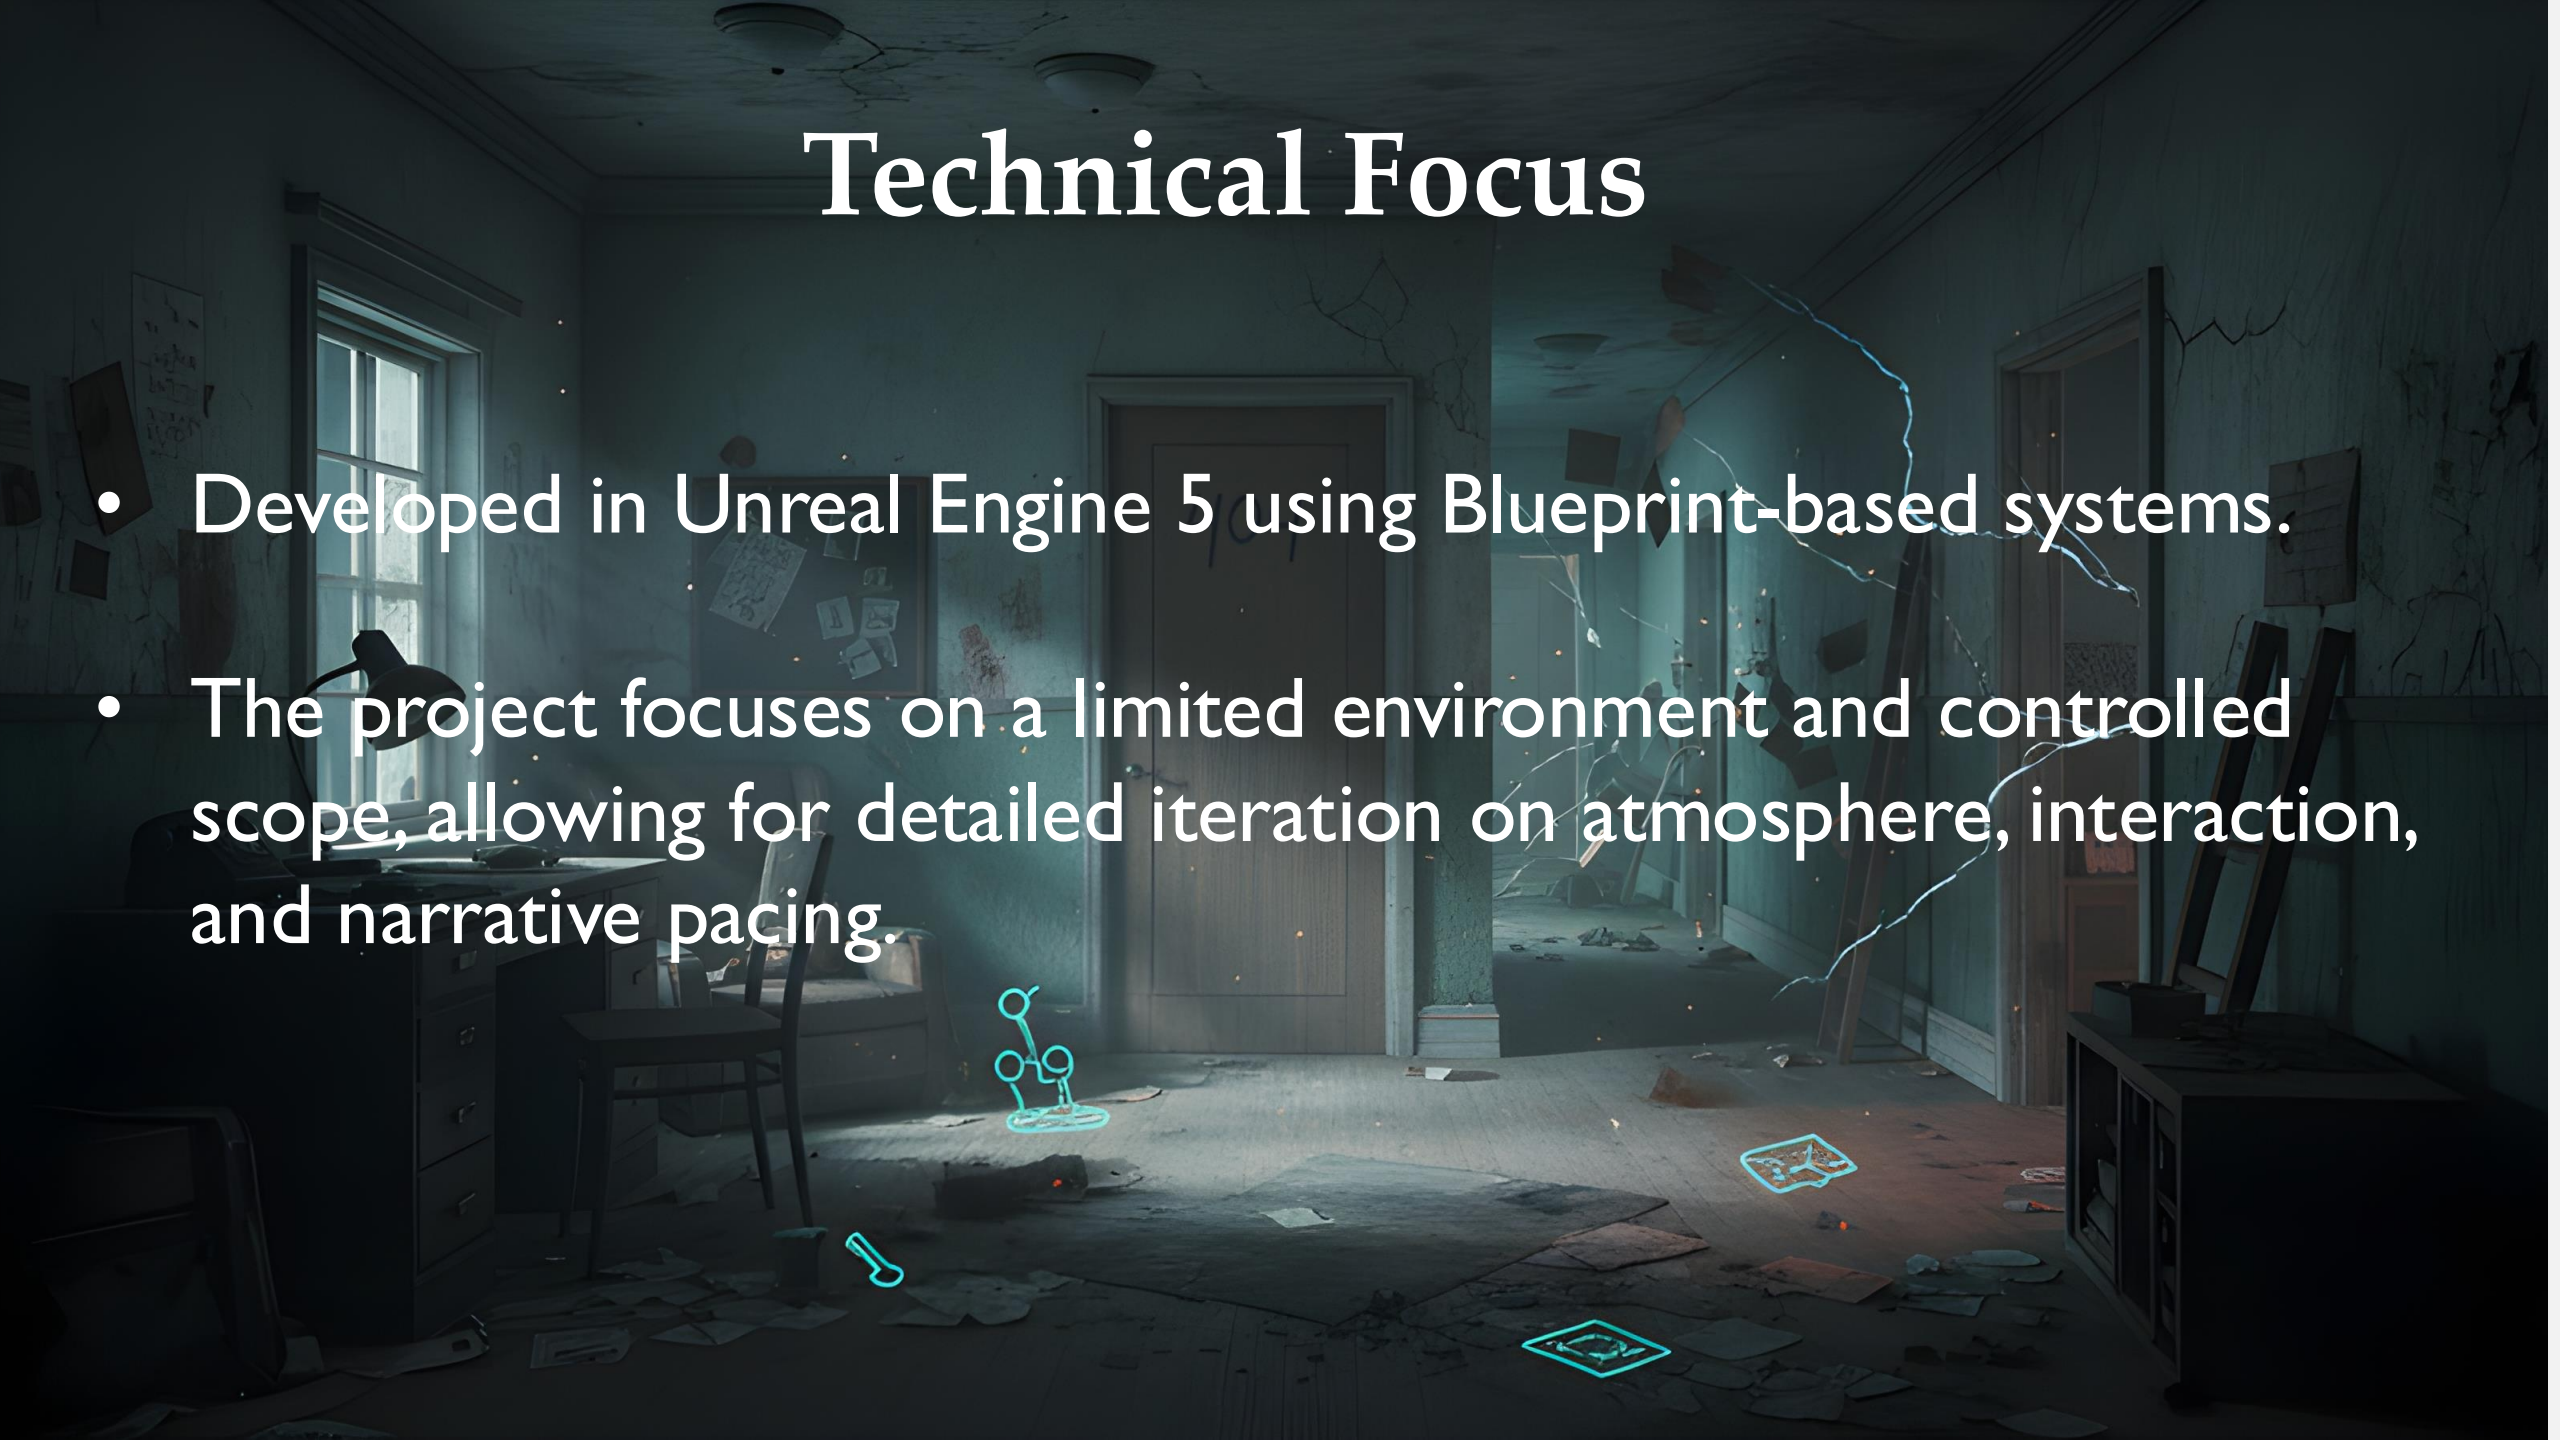 Technical Focus
• Developed in Unreal Engine 5 using Blueprint-based systems.
• The project focuses on a limited environment and controlled
scope, allowing for detailed iteration on atmosphere, interaction,
and narrative pacing.